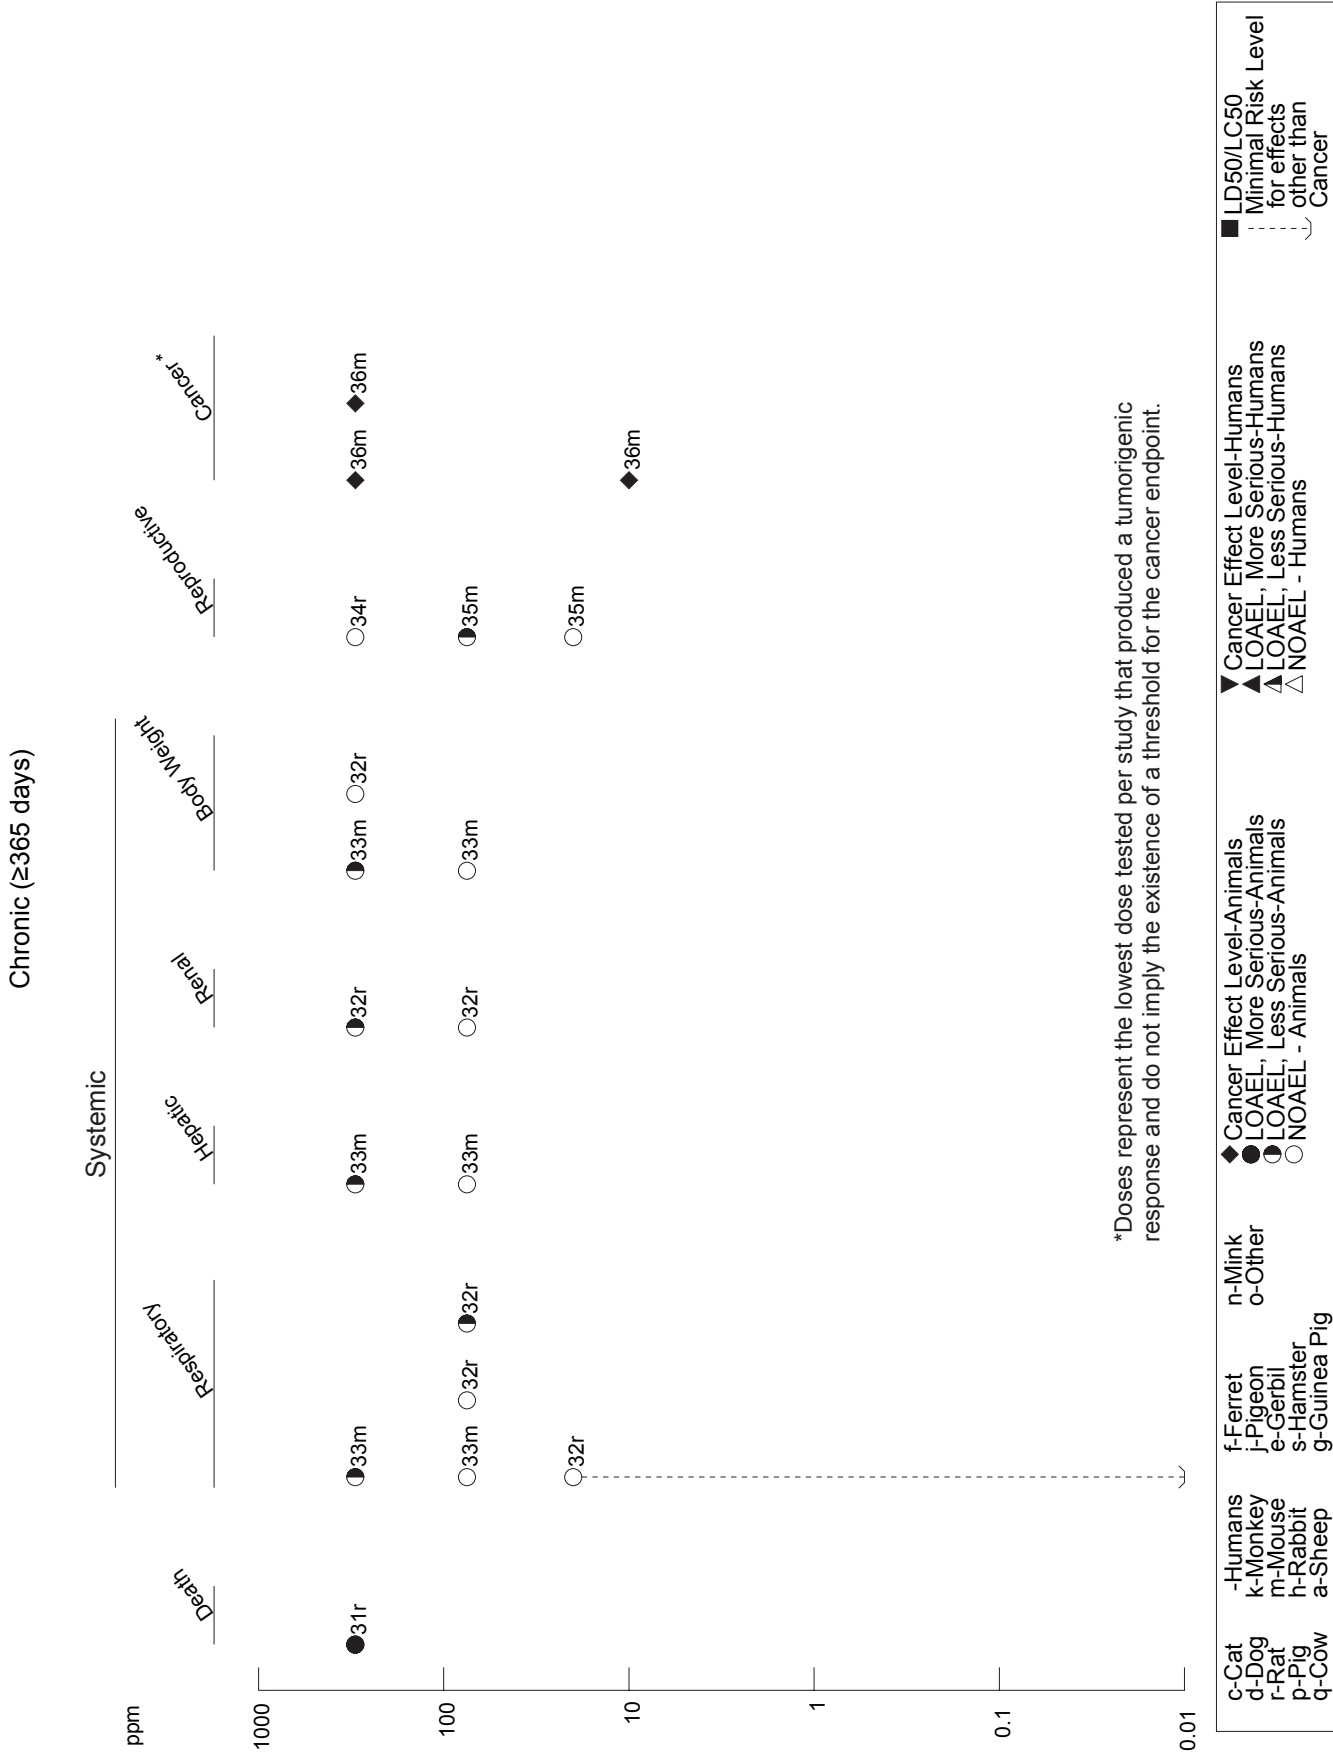 Chronic (≥365 days)
Systemic
ppm
Death
Respiratory
Hepatic
Renal
Body Weight
Reproductive
Cancer *
1000
100
10
1
0.1
0.01
31r
33m
33m
32r
32r
32r
33m
33m
32r
32r
33m
33m
32r
34r
35m
35m
36m
36m
36m
*Doses represent the lowest dose tested per study that produced a tumorigenic
response and do not imply the existence of a threshold for the cancer endpoint.
c-Cat
d-Dog
r-Rat
p-Pig
q-Cow
-Humans
k-Monkey
m-Mouse
h-Rabbit
a-Sheep
f-Ferret
j-Pigeon
e-Gerbil
s-Hamster
g-Guinea Pig
n-Mink
o-Other
Cancer Effect Level-Animals
LOAEL, More Serious-Animals
LOAEL, Less Serious-Animals
NOAEL - Animals
Cancer Effect Level-Humans
LOAEL, More Serious-Humans
LOAEL, Less Serious-Humans
NOAEL - Humans
LD50/LC50
Minimal Risk Level
for effects
other than
Cancer